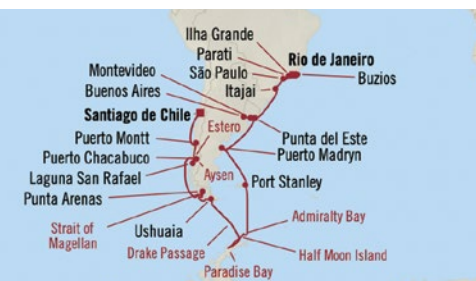 Ilha Grande
Parati
São Paulo
Itajai
Rio de Janeiro
Buzios
Montevideo
Buenos Aires
Santiago de Chile
Estero
Aysen
Puerto Montt
Puerto Chacabuco
Laguna San Rafael
Punta Arenas
Strait of
Magellan
Punta del Este
Puerto Madryn
Port Stanley
Ushuaia
Drake Passage
Admiralty Bay
Half Moon Island
Paradise Bay